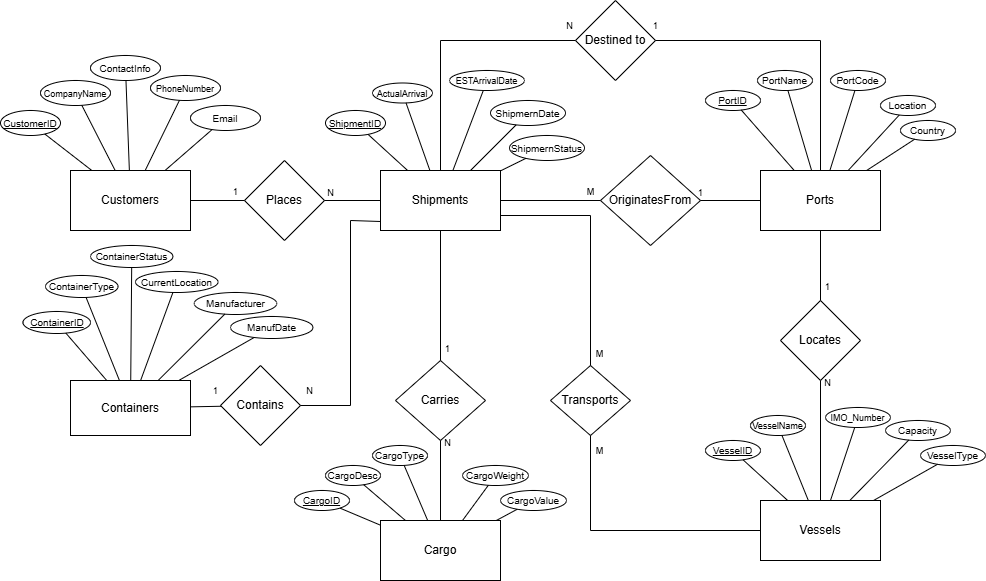 N
Destined to
1
ContactInfo
CompanyName
PhoneNumber
CustomerID
Email
ActualArrival
ESTArrivalDate
ShipmentID
ShipmernDate
ShipmernStatus
PortName
PortCode
PortID
Location
Country
Customers
1
Places
N
Shipments
M
OriginatesFrom
1
Ports
ContainerStatus
ContainerType
CurrentLocation
ContainerID
Manufacturer
ManufDate
1
Locates
N
1
M
Containers
1
Contains
N
Carries
Transports
N
M
CargoType
CargoDesc
CargoWeight
CargoID
CargoValue
VesselName
IMO_Number
Capacity
VesselID
VesselType
Cargo
Vessels